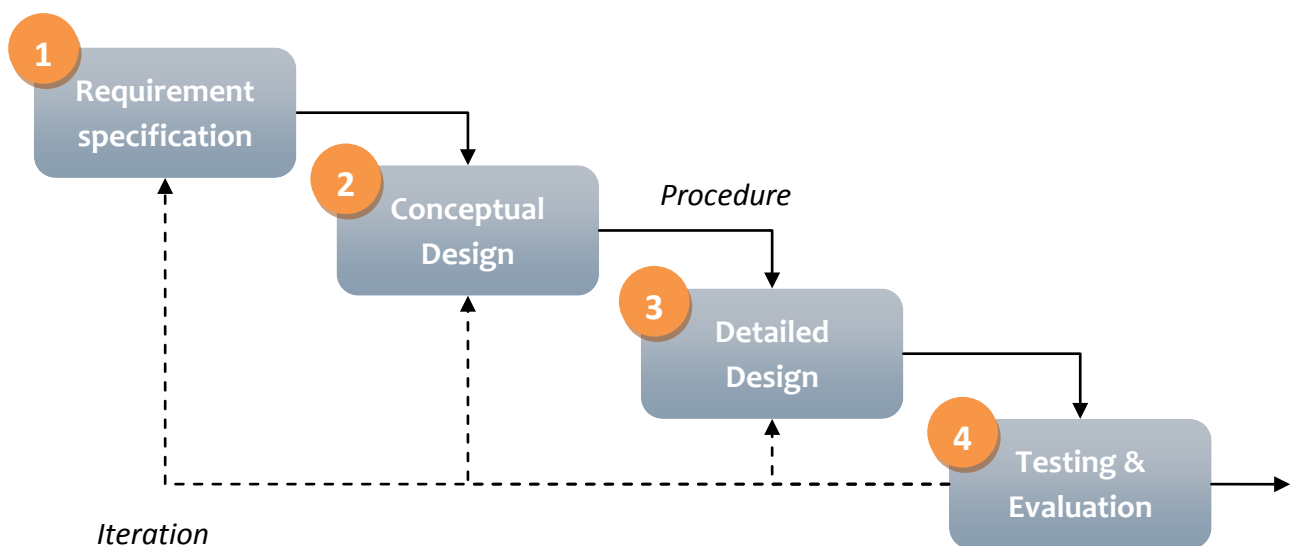 1
Requirement
specification
2
Conceptual
Design
Procedure
3
Detailed
Design
4
Testing &
Evaluation
Iteration